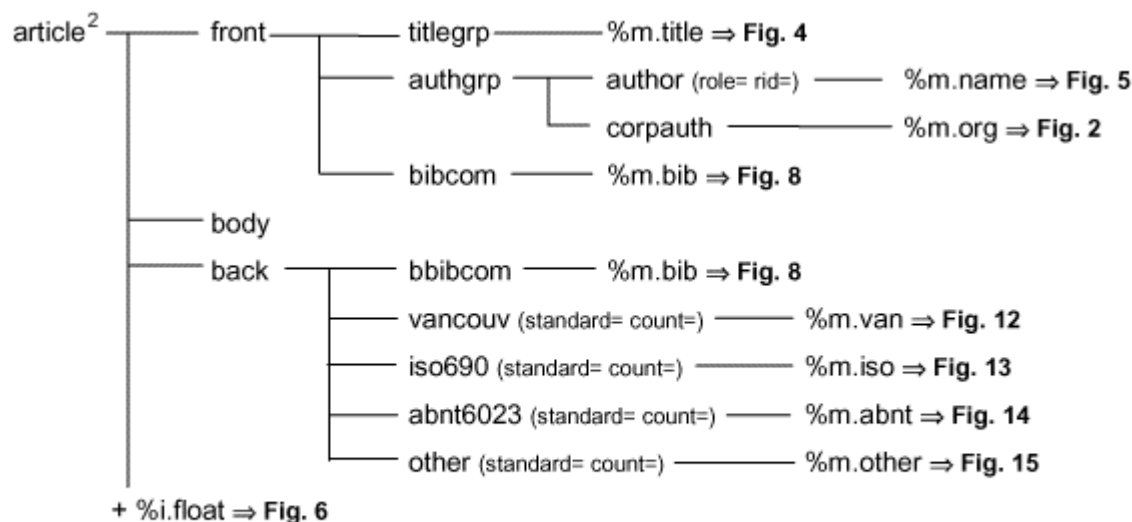 article2 front titlegrp %m.title ⇒ Fig. 4
authgrp author (role= rid=) %m.name ⇒ Fig. 5
corpauth %m.org ⇒ Fig. 2
bibcom %m.bib ⇒ Fig. 8
body
back bbibcom %m.bib ⇒ Fig. 8
vancouv (standard= count=) %m.van ⇒ Fig. 12
iso690 (standard= count=) %m.iso ⇒ Fig. 13
abnt6023 (standard= count=) %m.abnt ⇒ Fig. 14
other (standard= count=) %m.other ⇒ Fig. 15
+ %i.float ⇒ Fig. 6